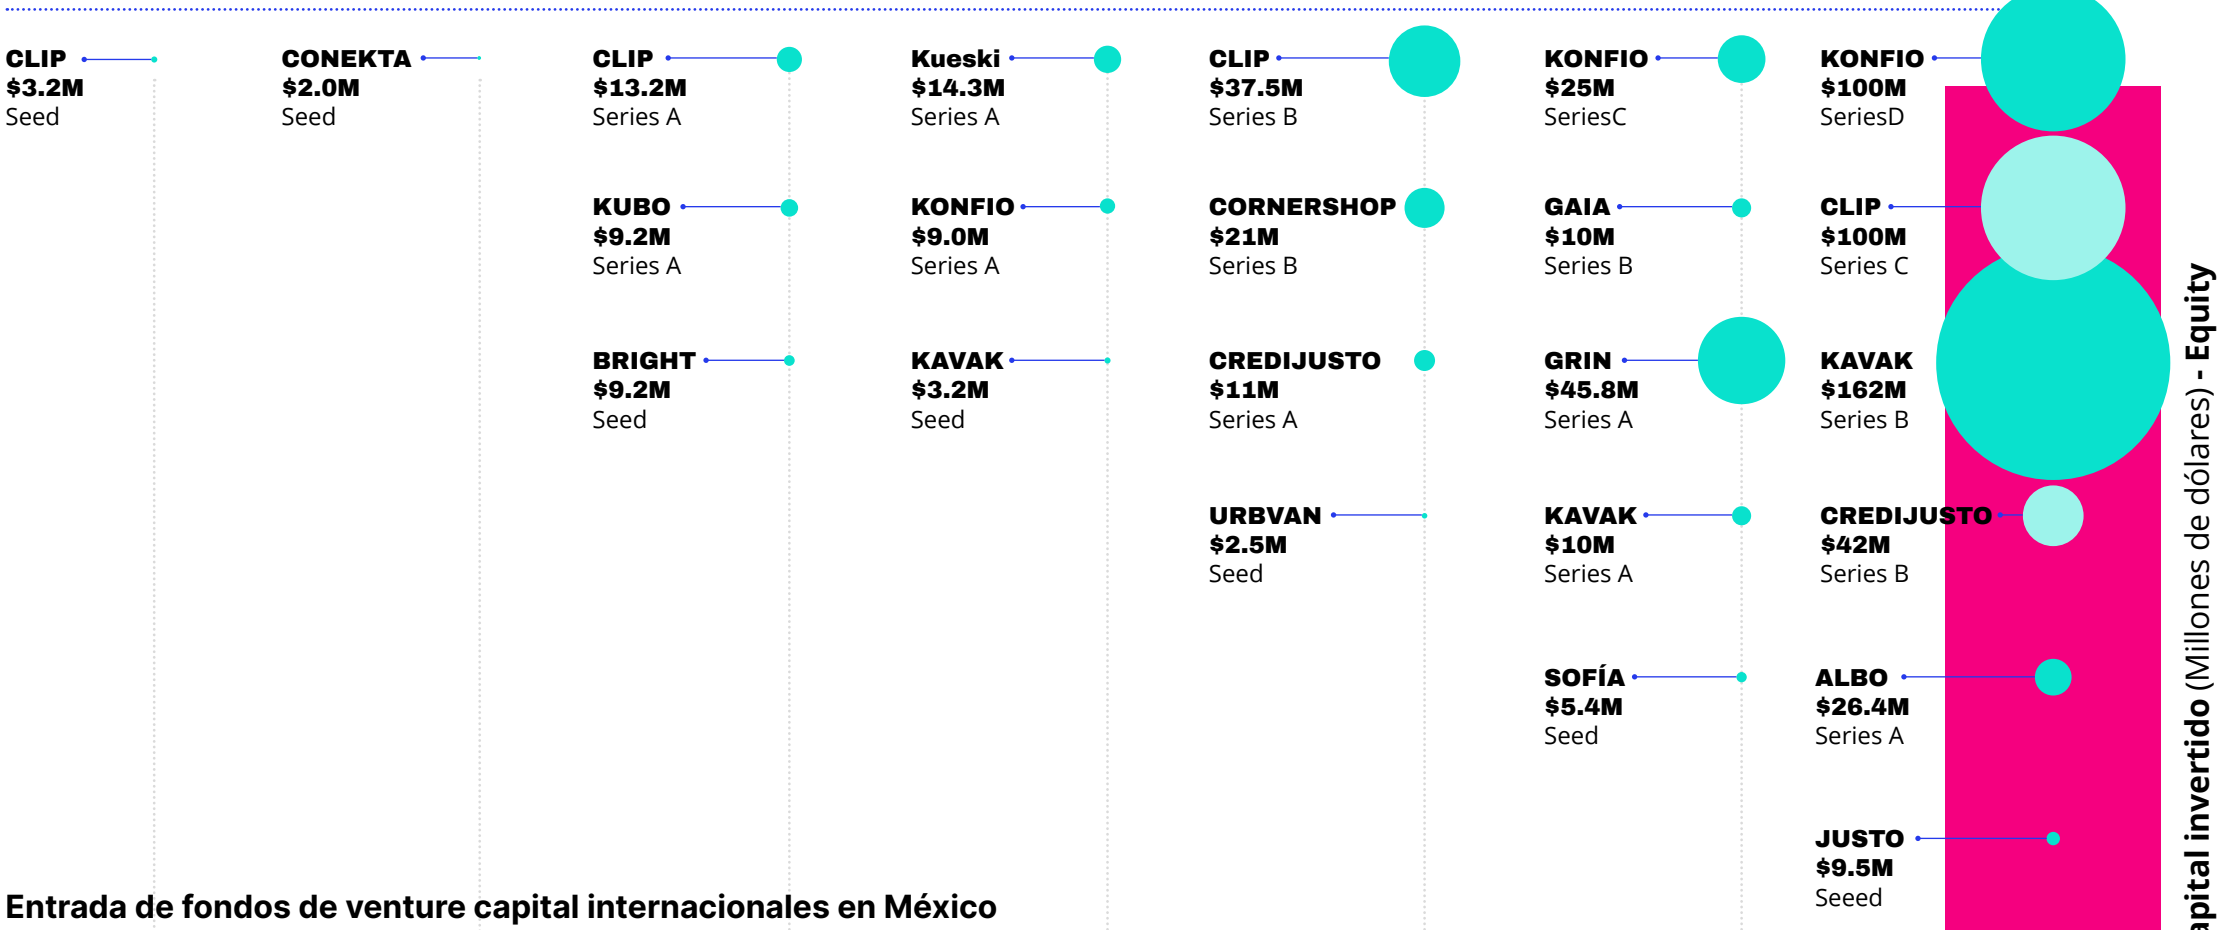 CLIP
$3.2M
Seed
CONEKTA
$2.0M
Seed
CLIP
$13.2M
Series A
KUBO
$9.2M
Series A
BRIGHT
$9.2M
Seed
Kueski
$14.3M
Series A
KONFIO
$9.0M
Series A
KAVAK
$3.2M
Seed
CLIP
$37.5M
Series B
CORNERSHOP
$21M
Series B
CREDIJUSTO
$11M
Series A
URBVAN
$2.5M
Seed
KONFIO
$25M
SeriesC
GAIA
$10M
Series B
GRIN
$45.8M
Series A
KAVAK
$10M
Series A
SOFÍA
$5.4M
Seed
KONFIO
$100M
SeriesD
CLIP
$100M
Series C
KAVAK
$162M
Series B
CREDIJUSTO
$42M
Series B
ALBO
$26.4M
Series A
JUSTO
$9.5M
Seeed
apital invertido (Millones de dólares) - Equity
Entrada de fondos de venture capital internacionales en México